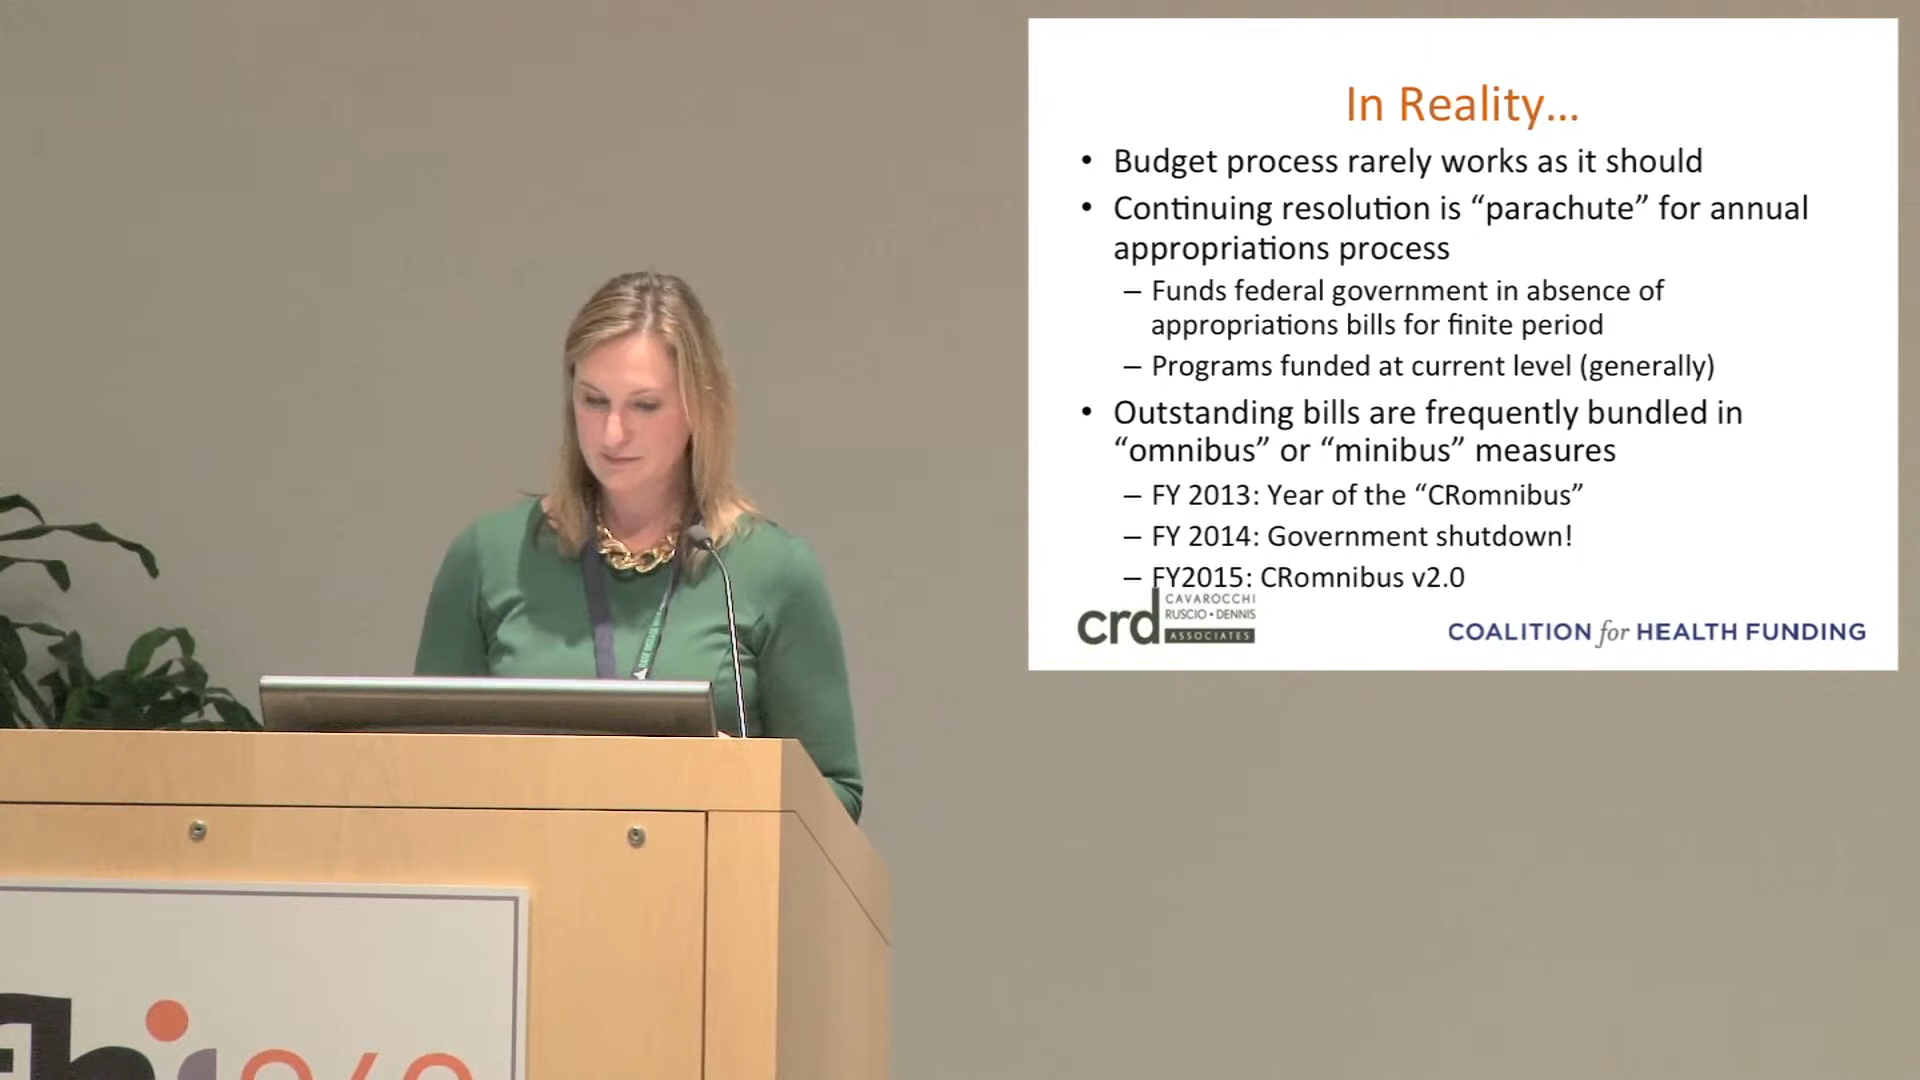 In Reality...
• Budget process rarely works as it should
• Continuing resolution is “parachute” for annual
appropriations process
– Funds federal government in absence of
appropriations bills for finite period
– Programs funded at current level (generally)
• Outstanding bills are frequently bundled in
“omnibus” or “minibus” measures
– FY 2013: Year of the “CRomnibus”
– FY 2014: Government shutdown!
– FY2015: CRomnibus v2.0
crd CAVAROCCHI
RUSCIO • DENNIS
ASSOCIATES
COALITION for HEALTH FUNDING
fhi 360